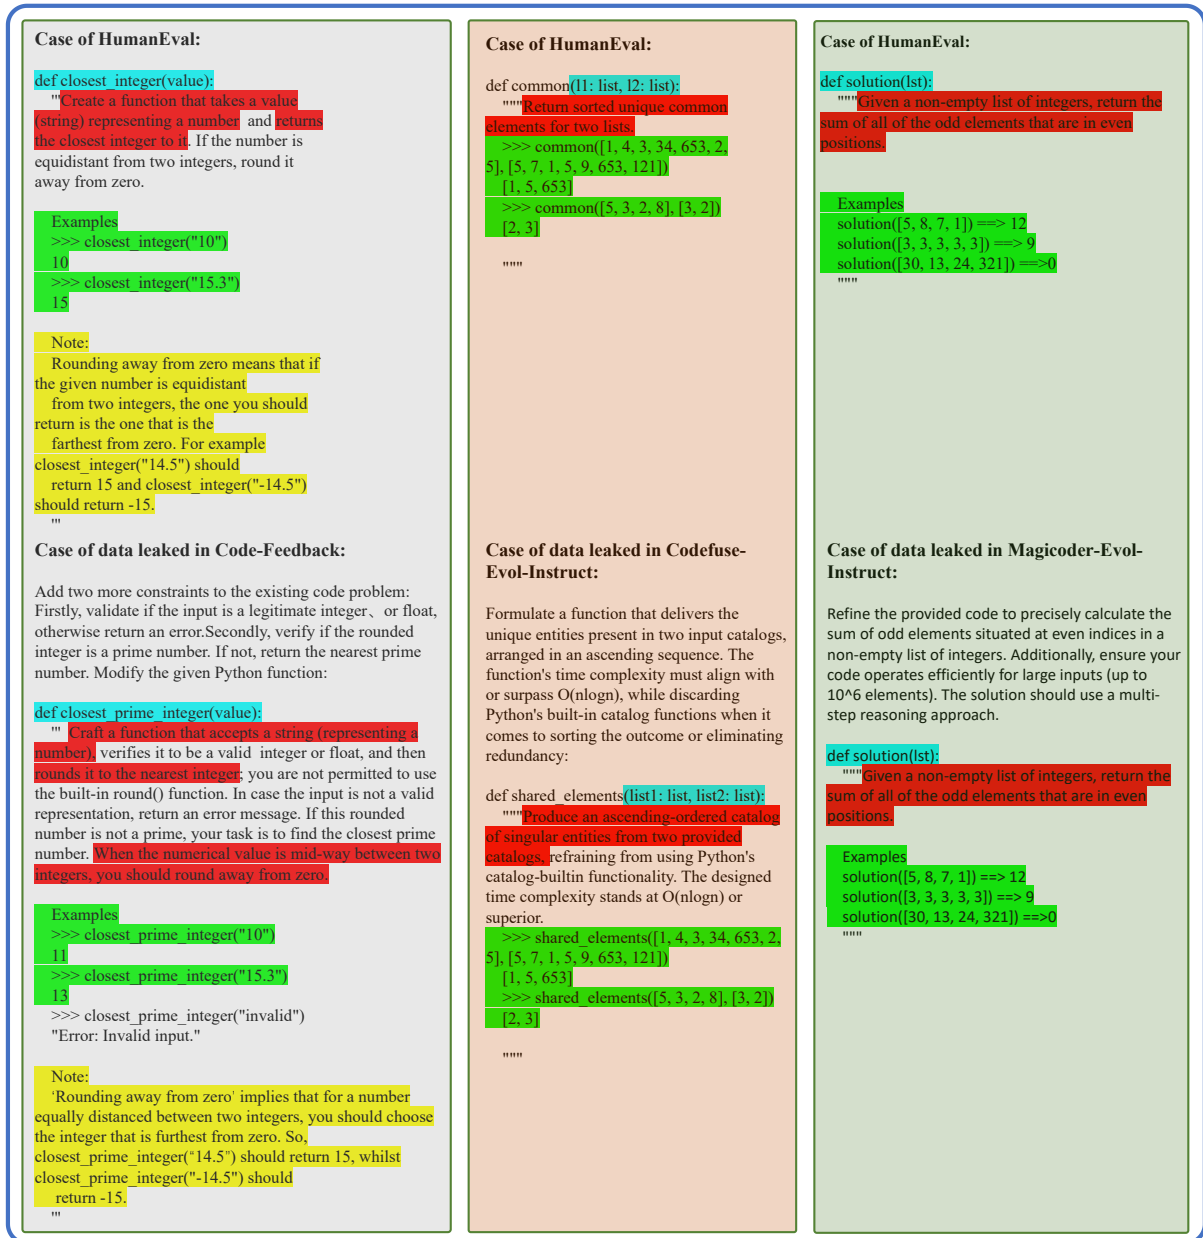 Case of HumanEval:
def closest_integer(value):
'''Create a function that takes a value
(string) representing a number  and returns
the closest integer to it. If the number is
equidistant from two integers, round it
away from zero.
Examples
>>> closest_integer("10")
10
>>> closest_integer("15.3")
15
Note:
Rounding away from zero means that if
the given number is equidistant
from two integers, the one you should
return is the one that is the
farthest from zero. For example
closest_integer("14.5") should
return 15 and closest_integer("-14.5")
should return -15.
'''
Case of data leaked in Code-Feedback:
Add two more constraints to the existing code problem:
Firstly, validate if the input is a legitimate integer、or float,
otherwise return an error.Secondly, verify if the rounded
integer is a prime number. If not, return the nearest prime
number. Modify the given Python function:
def closest_prime_integer(value):
''' Craft a function that accepts a string (representing a
number), verifies it to be a valid  integer or float, and then
rounds it to the nearest integer; you are not permitted to use
the built-in round() function. In case the input is not a valid
representation, return an error message. If this rounded
number is not a prime, your task is to find the closest prime
number. When the numerical value is mid-way between two
integers, you should round away from zero.
Examples
>>> closest_prime_integer("10")
11
>>> closest_prime_integer("15.3")
13
>>> closest_prime_integer("invalid")
"Error: Invalid input."
Note:
‘Rounding away from zero’ implies that for a number
equally distanced between two integers, you should choose
the integer that is furthest from zero. So,
closest_prime_integer(“14.5”) should return 15, whilst
closest_prime_integer("-14.5") should
return -15.
'''
Case of HumanEval:
def common(l1: list, l2: list):
"""Return sorted unique common
elements for two lists.
>>> common([1, 4, 3, 34, 653, 2,
5], [5, 7, 1, 5, 9, 653, 121])
[1, 5, 653]
>>> common([5, 3, 2, 8], [3, 2])
[2, 3]
"""
Case of data leaked in Codefuse-
Evol-Instruct:
Formulate a function that delivers the
unique entities present in two input catalogs,
arranged in an ascending sequence. The
function's time complexity must align with
or surpass O(nlogn), while discarding
Python's built-in catalog functions when it
comes to sorting the outcome or eliminating
redundancy:
def shared_elements(list1: list, list2: list):
"""Produce an ascending-ordered catalog
of singular entities from two provided
catalogs, refraining from using Python's
catalog-builtin functionality. The designed
time complexity stands at O(nlogn) or
superior.
>>> shared_elements([1, 4, 3, 34, 653, 2,
5], [5, 7, 1, 5, 9, 653, 121])
[1, 5, 653]
>>> shared_elements([5, 3, 2, 8], [3, 2])
[2, 3]
"""
Case of HumanEval:
def solution(lst):
"""Given a non-empty list of integers, return the
sum of all of the odd elements that are in even
positions.
Examples
solution([5, 8, 7, 1]) ==> 12
solution([3, 3, 3, 3, 3]) ==> 9
solution([30, 13, 24, 321]) ==>0
"""
Case of data leaked in Magicoder-Evol-
Instruct:
Refine the provided code to precisely calculate the
sum of odd elements situated at even indices in a
non-empty list of integers. Additionally, ensure your
code operates efficiently for large inputs (up to
10^6 elements). The solution should use a multi-
step reasoning approach.
def solution(lst):
"""Given a non-empty list of integers, return the
sum of all of the odd elements that are in even
positions.
Examples
solution([5, 8, 7, 1]) ==> 12
solution([3, 3, 3, 3, 3]) ==> 9
solution([30, 13, 24, 321]) ==>0
"""